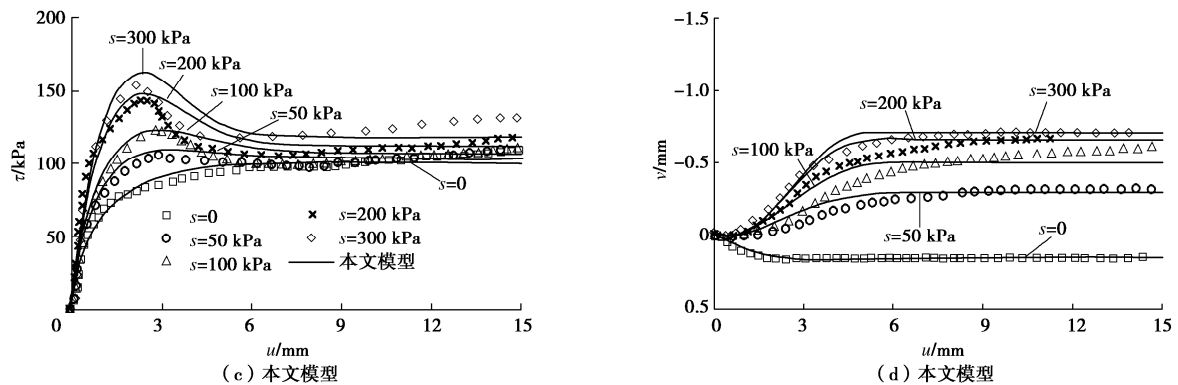 200
150
100
50
0
τ/kPa
s=300 kPa
s=200 kPa
s=100 kPa
s=50 kPa
s=0
□ s=0
○ s=50 kPa
△ s=100 kPa
× s=200 kPa
◇ s=300 kPa
— 本文模型
3 6 9 12 15
u/mm
(c)本文模型
-1.5
-1.0
-0.5
0
0.5
v/mm
s=200 kPa
s=300 kPa
s=100 kPa
s=50 kPa
s=0
0 3 6 9 12 15
u/mm
(d)本文模型